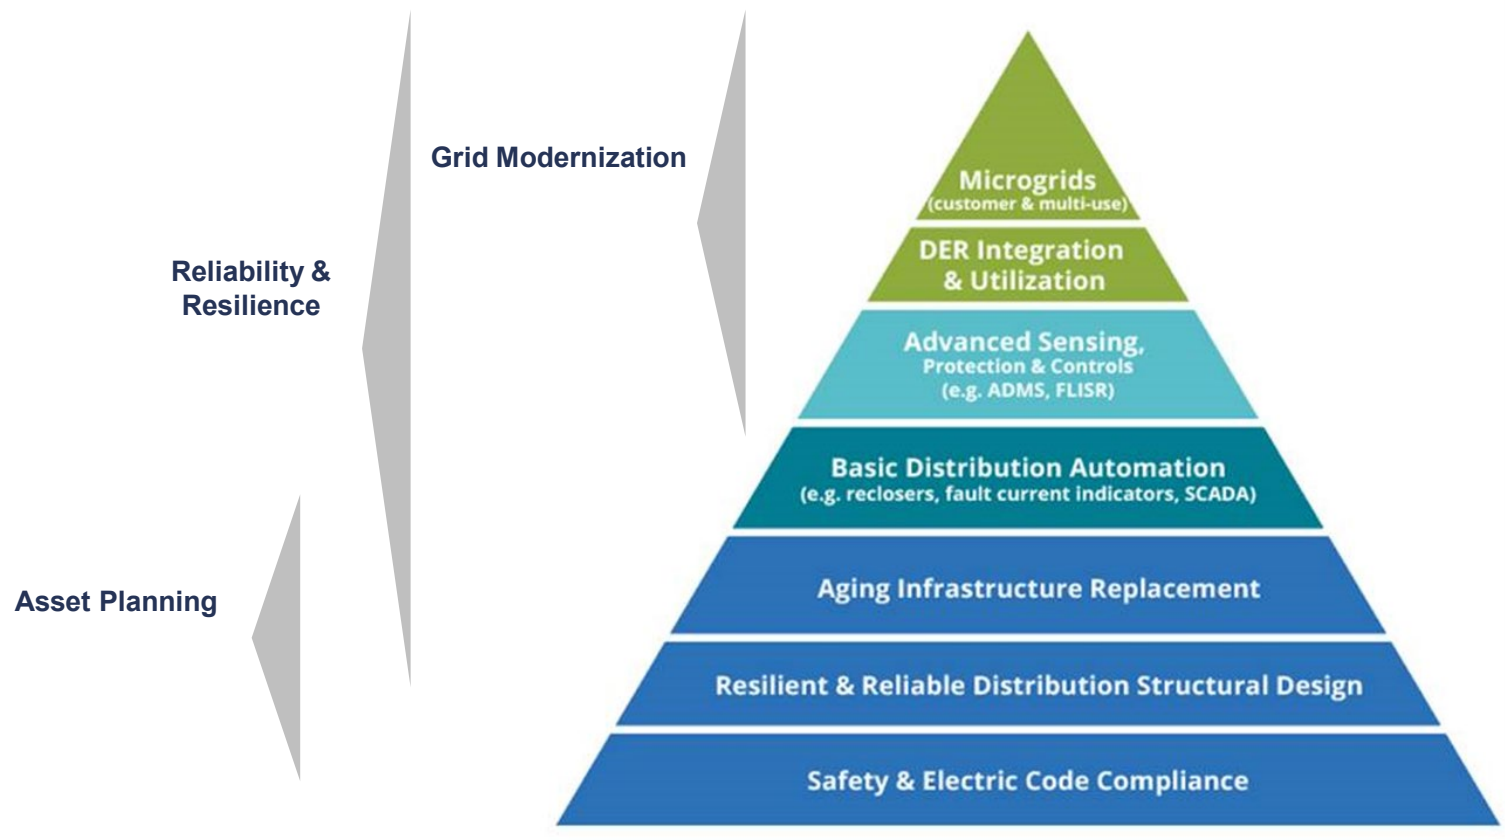 Grid Modernization
Reliability &
Resilience
Asset Planning
Microgrids
(customer & multi-use)
DER Integration
& Utilization
Advanced Sensing,
Protection & Controls
(e.g. ADMS, FLISR)
Basic Distribution Automation
(e.g. reclosers, fault current indicators, SCADA)
Aging Infrastructure Replacement
Resilient & Reliable Distribution Structural Design
Safety & Electric Code Compliance